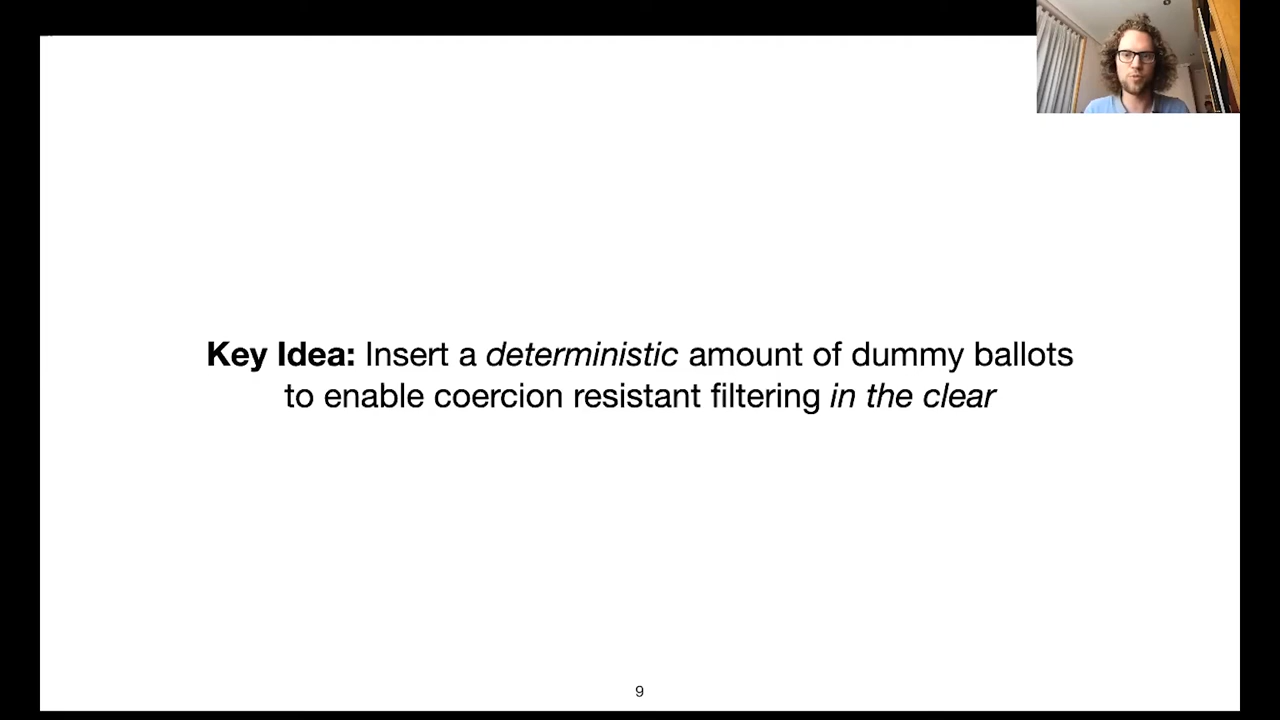 Key Idea: Insert a deterministic amount of dummy ballots
to enable coercion resistant filtering in the clear
9